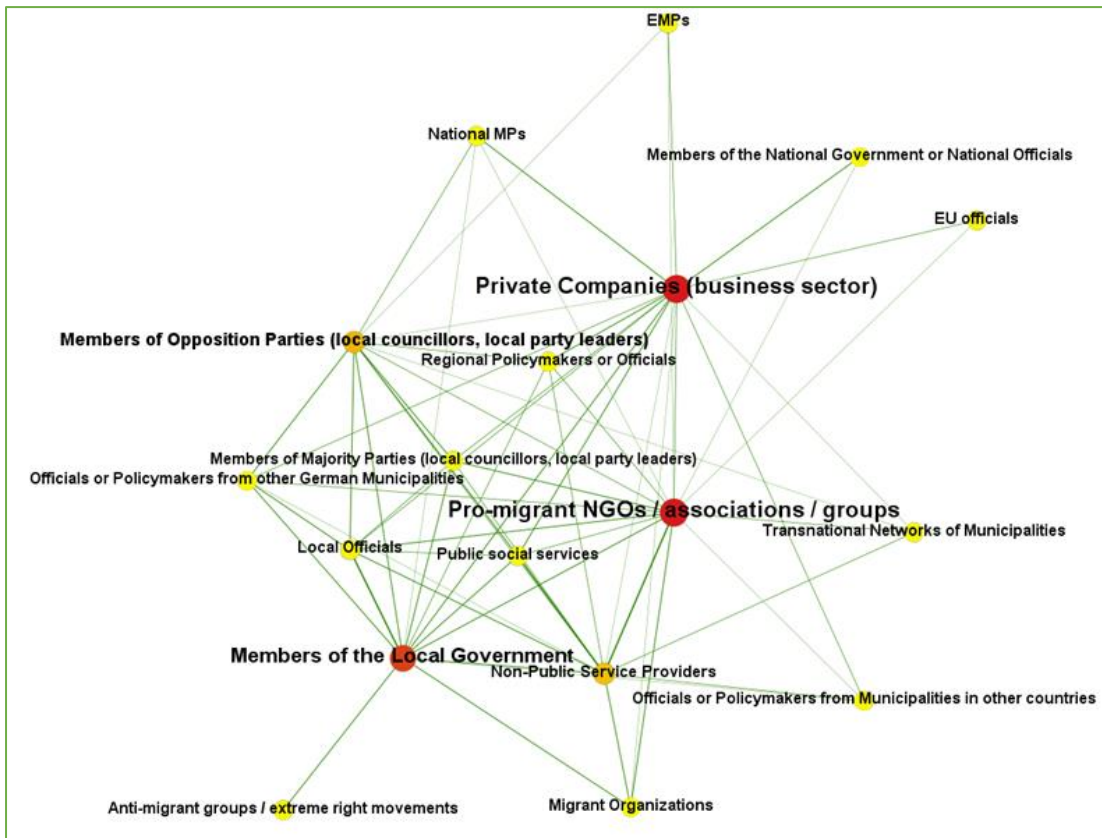 EMPs
National MPs
Members of the National Government or National Officials
EU officials
Private Companies (business sector)
Members of Opposition Parties (local councillors, local party leaders)
Regional Policymakers or Officials
Members of Majority Parties (local councillors, local party leaders)
Officials or Policymakers from other German Municipalities
Pro-migrant NGOs / associations / groups
Transnational Networks of Municipalities
Local Officials
Public social services
Members of the Local Government
Non-Public Service Providers
Officials or Policymakers from Municipalities in other countries
Anti-migrant groups / extreme right movements
Migrant Organizations